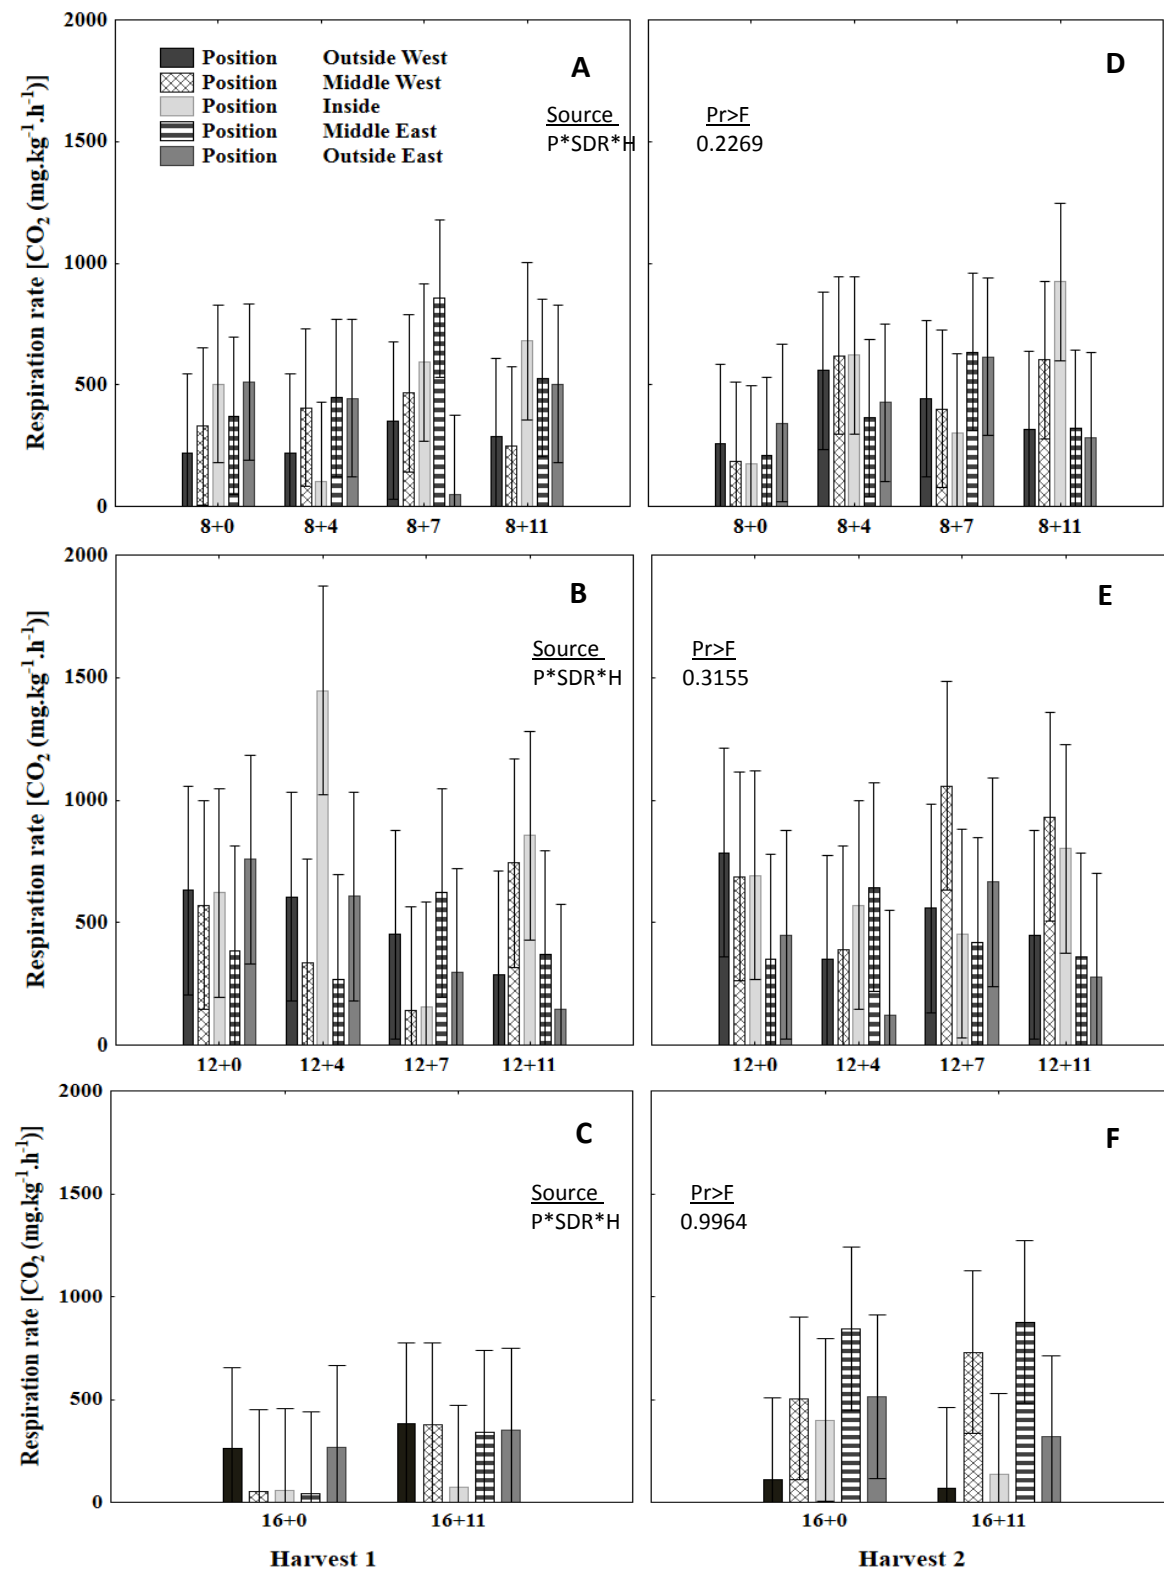 2000
1500
1000
500
0
Respiration rate [CO₂ (mg.kg⁻¹.h⁻¹)]
Position Outside West
Position Middle West
Position Inside
Position Middle East
Position Outside East
A
D
Source Pr>F
P*SDR*H 0.2269
8+0 8+4 8+7 8+11
8+0 8+4 8+7 8+11
2000
1500
1000
500
0
Respiration rate [CO₂ (mg.kg⁻¹.h⁻¹)]
B
E
Source Pr>F
P*SDR*H 0.3155
12+0 12+4 12+7 12+11
12+0 12+4 12+7 12+11
2000
1500
1000
500
0
Respiration rate [CO₂ (mg.kg⁻¹.h⁻¹)]
C
F
Source Pr>F
P*SDR*H 0.9964
16+0 16+11
16+0 16+11
Harvest 1
Harvest 2